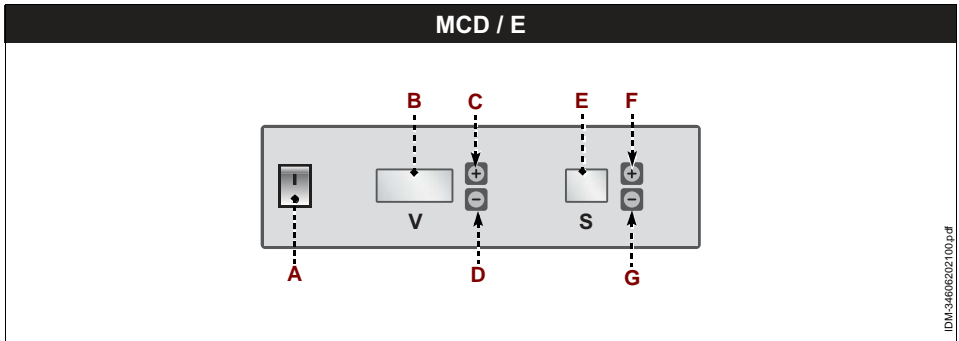 MCD / E
B C E F
I
+ +
− −
V S
A D G
IDM-34606202100.pdf